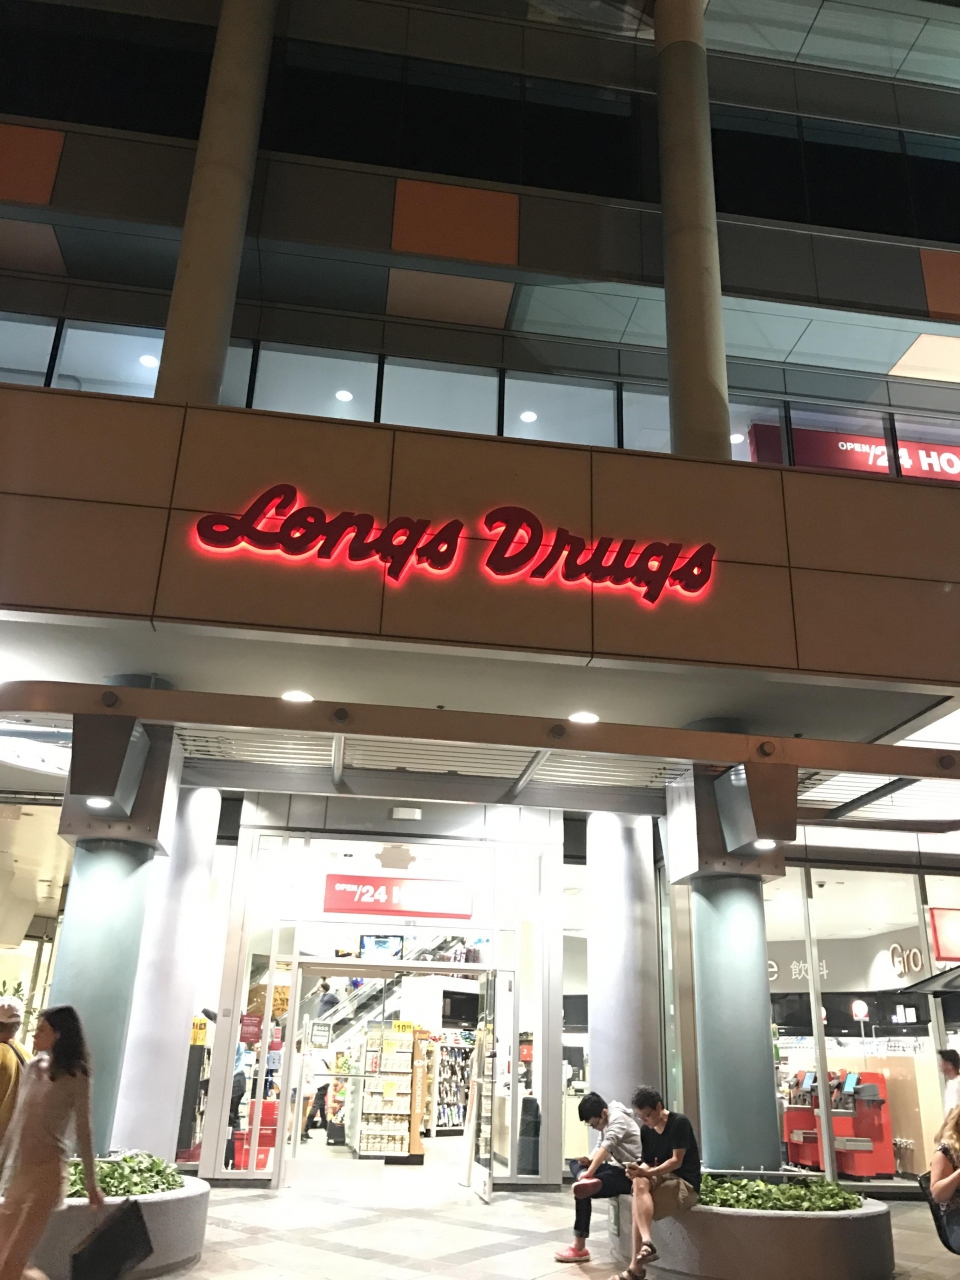 OPEN/24 HO
Longs Drugs
OPEN/24 H
飲料
Gro